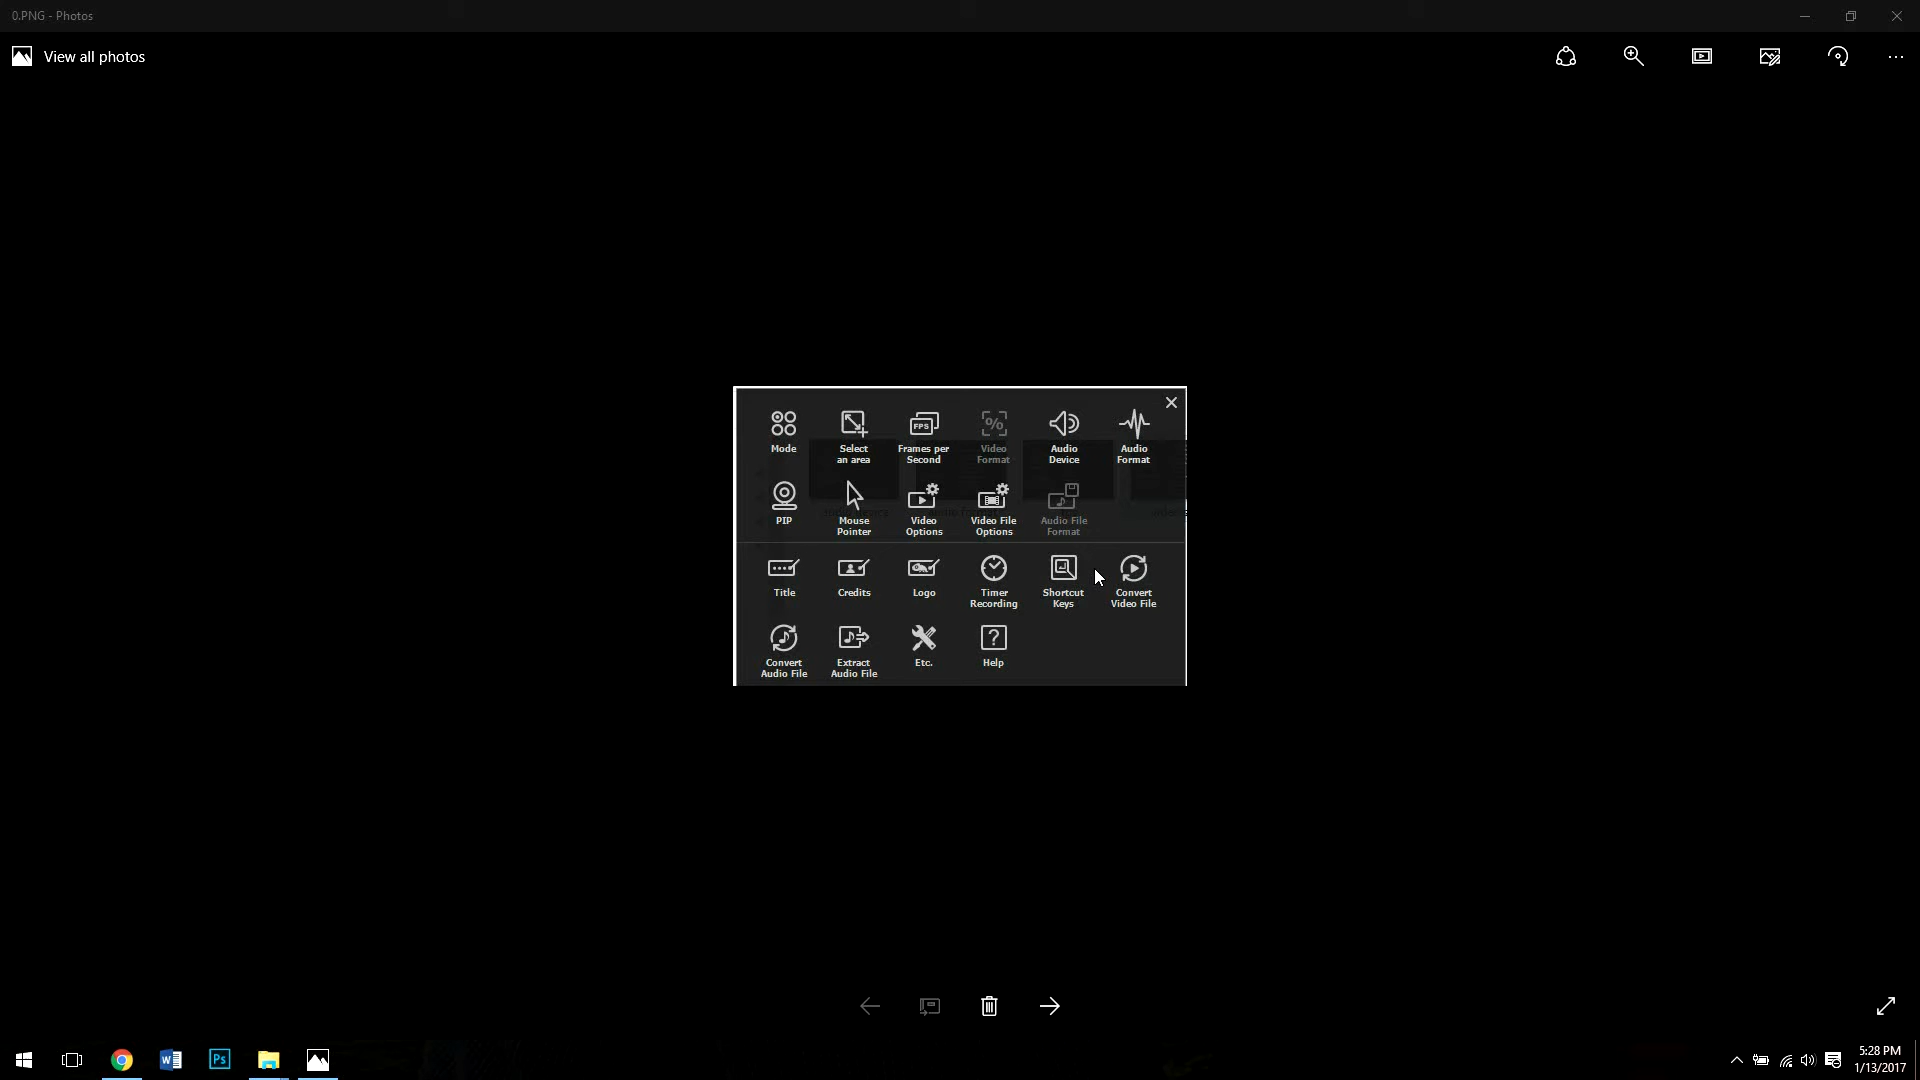 0.PNG - Photos
View all photos
Mode
Select
an area
FPS
Frames per
Second
%
Video
Format
Audio
Device
Audio
Format
PIP
Mouse
Pointer
Video
Options
Video File
Options
Audio File
Format
Title
Credits
Logo
Timer
Recording
Shortcut
Keys
Convert
Video File
Convert
Audio File
Extract
Audio File
Etc.
?
Help
Ps
5:28 PM
1/13/2017